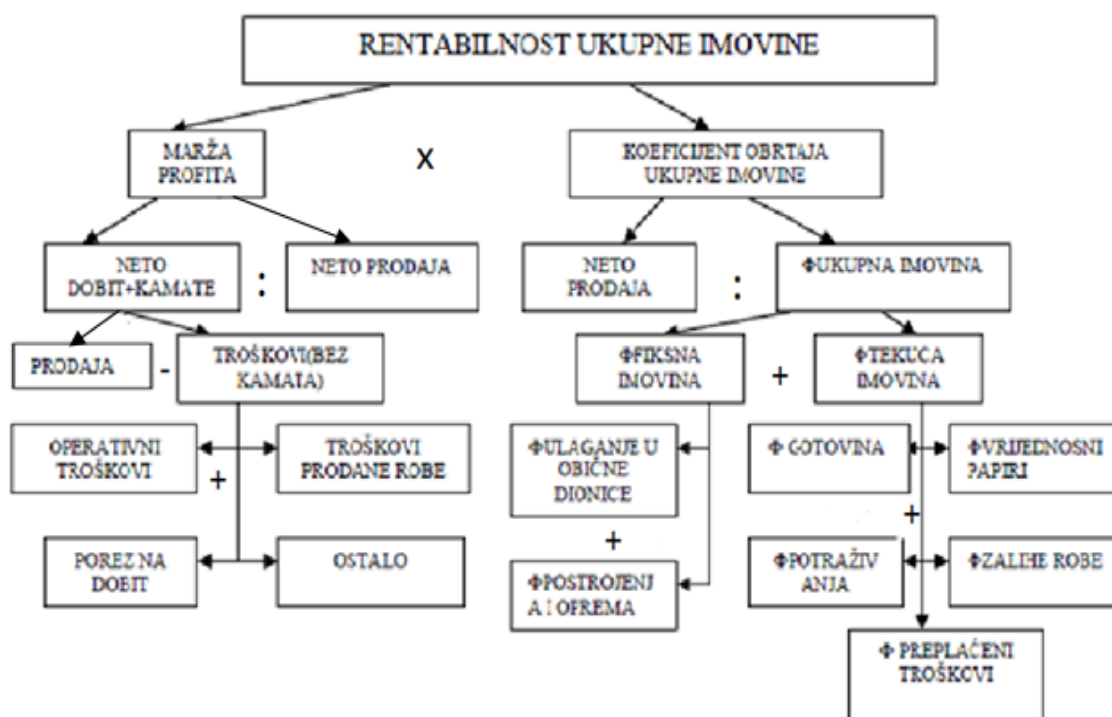 RENTABILNOST UKUPNE IMOVINE
MARŽA
PROFITA
X
KOEFICIJENT OBRTAJA
UKUPNE IMOVINE
NETO
DOBIT+KAMATE
:
NETO PRODAJA
NETO
PRODAJA
:
ΦUKUPNA IMOVINA
PRODAJA
-
TROŠKOVI(BEZ
KAMATA)
ΦFIKSNA
IMOVINA
+
ΦTEKUĆA
IMOVINA
OPERATIVNI
TROŠKOVI
+
TROŠKOVI
PRODANE ROBE
ΦULAGANJE U
OBIČNE
DIONICE
+
Φ GOTOVINA
+
ΦVRIJEDNOSNI
PAPIRI
POREZ NA
DOBIT
OSTALO
ΦPOSTROJENJ
A I OPREMA
ΦPOTRAŽIV
ANJA
ΦZALIHE ROBE
Φ PREPLAĆENI
TROŠKOVI